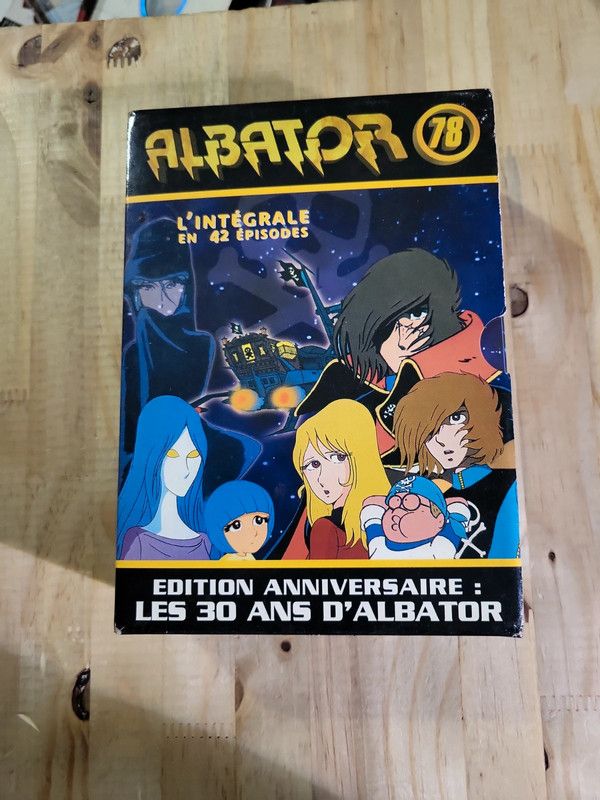 ALBATOR 78
L'INTÉGRALE
EN 42 ÉPISODES
EDITION ANNIVERSAIRE :
LES 30 ANS D'ALBATOR